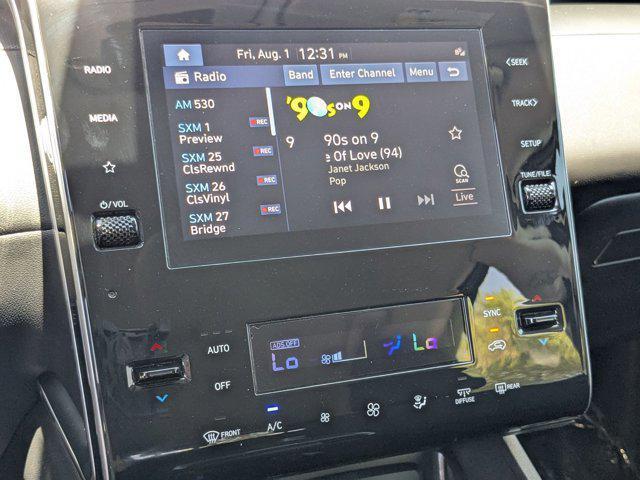 Fri, Aug. 1 12:31 PM
Radio Band Enter Channel Menu
AM 530
SXM 1 REC
Preview
SXM 25 REC
ClsRewnd
SXM 26 REC
ClsVinyl
SXM 27 REC
Bridge
'90s ON 9
9 90s on 9
e Of Love (94)
Janet Jackson
Pop
SCAN
Live
RADIO
MEDIA
VOL
SEEK
TRACK
SETUP
TUNE/FILE
AUTO
OFF
ADS OFF
Lo Lo
SYNC
FRONT
A/C
DIFFUSE
REAR